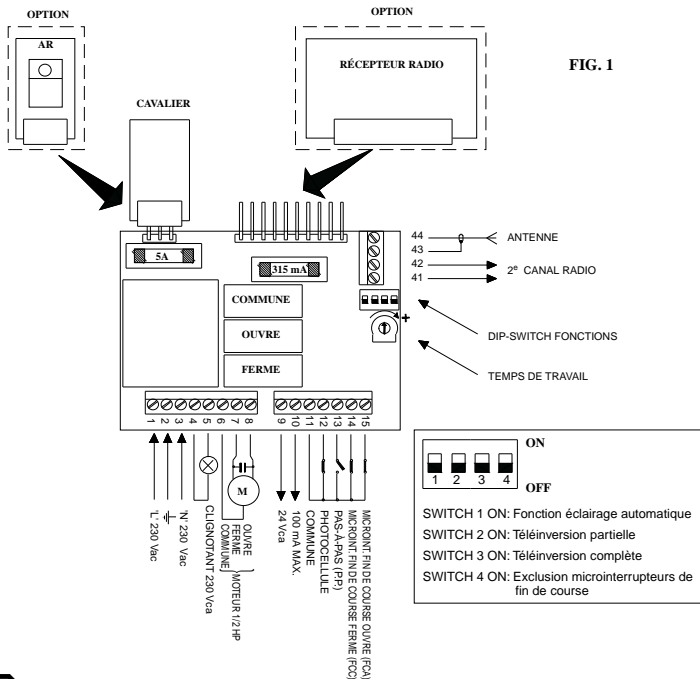 OPTION
AR
OPTION
RÉCEPTEUR RADIO
FIG. 1
CAVALIER
5A
315 mA
COMMUNE
OUVRE
FERME
44
43
42
41
ANTENNE
2e CANAL RADIO
+
DIP-SWITCH FONCTIONS
TEMPS DE TRAVAIL
1 2 3 4 5 6 7 8
9 10 11 12 13 14 15
M
'L' 230 Vac
'N' 230 Vac
CLIGNOTANT 230 Vca
COMMUNE
FERME
OUVRE
MOTEUR 1/2 HP
24 Vca
100 mA MAX.
COMMUNE
PHOTOCELLULE
PAS-À-PAS (P.P.)
MICROINT. FIN DE COURSE FERME (FCC)
MICROINT. FIN DE COURSE OUVRE (FCA)
ON
1 2 3 4
OFF
SWITCH 1 ON: Fonction éclairage automatique
SWITCH 2 ON: Téléinversion partielle
SWITCH 3 ON: Téléinversion complète
SWITCH 4 ON: Exclusion microinterrupteurs de
fin de course